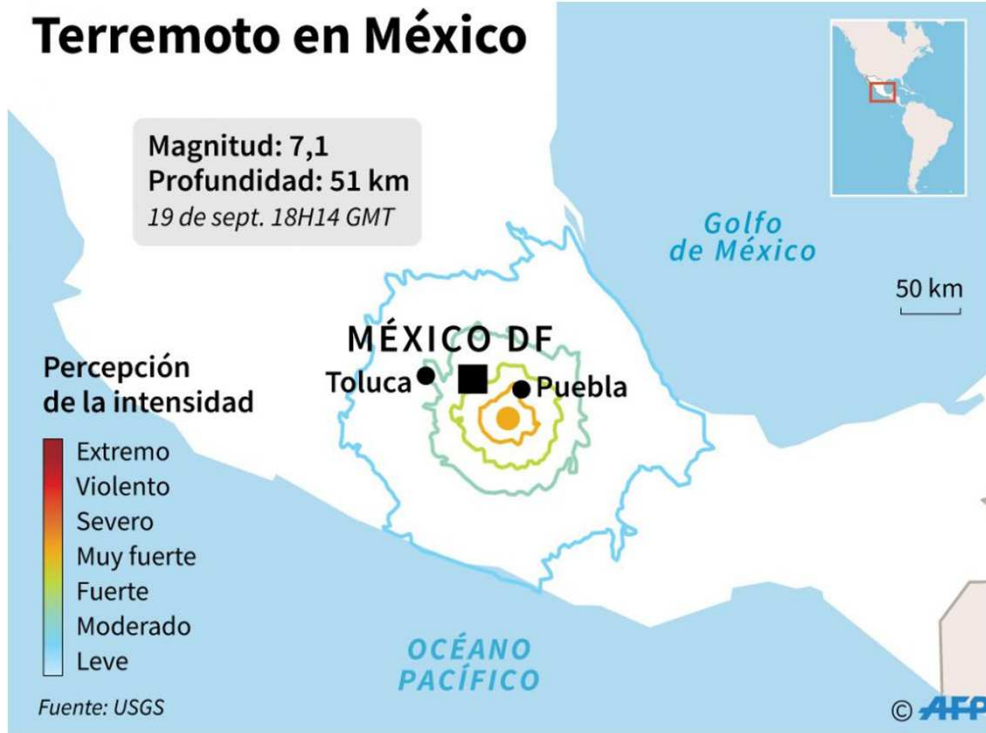 Terremoto en México
Magnitud: 7,1
Profundidad: 51 km
19 de sept. 18H14 GMT
Golfo
de México
50 km
MÉXICO DF
Toluca
Puebla
Percepción
de la intensidad
Extremo
Violento
Severo
Muy fuerte
Fuerte
Moderado
Leve
OCÉANO
PACÍFICO
Fuente: USGS
© AFP